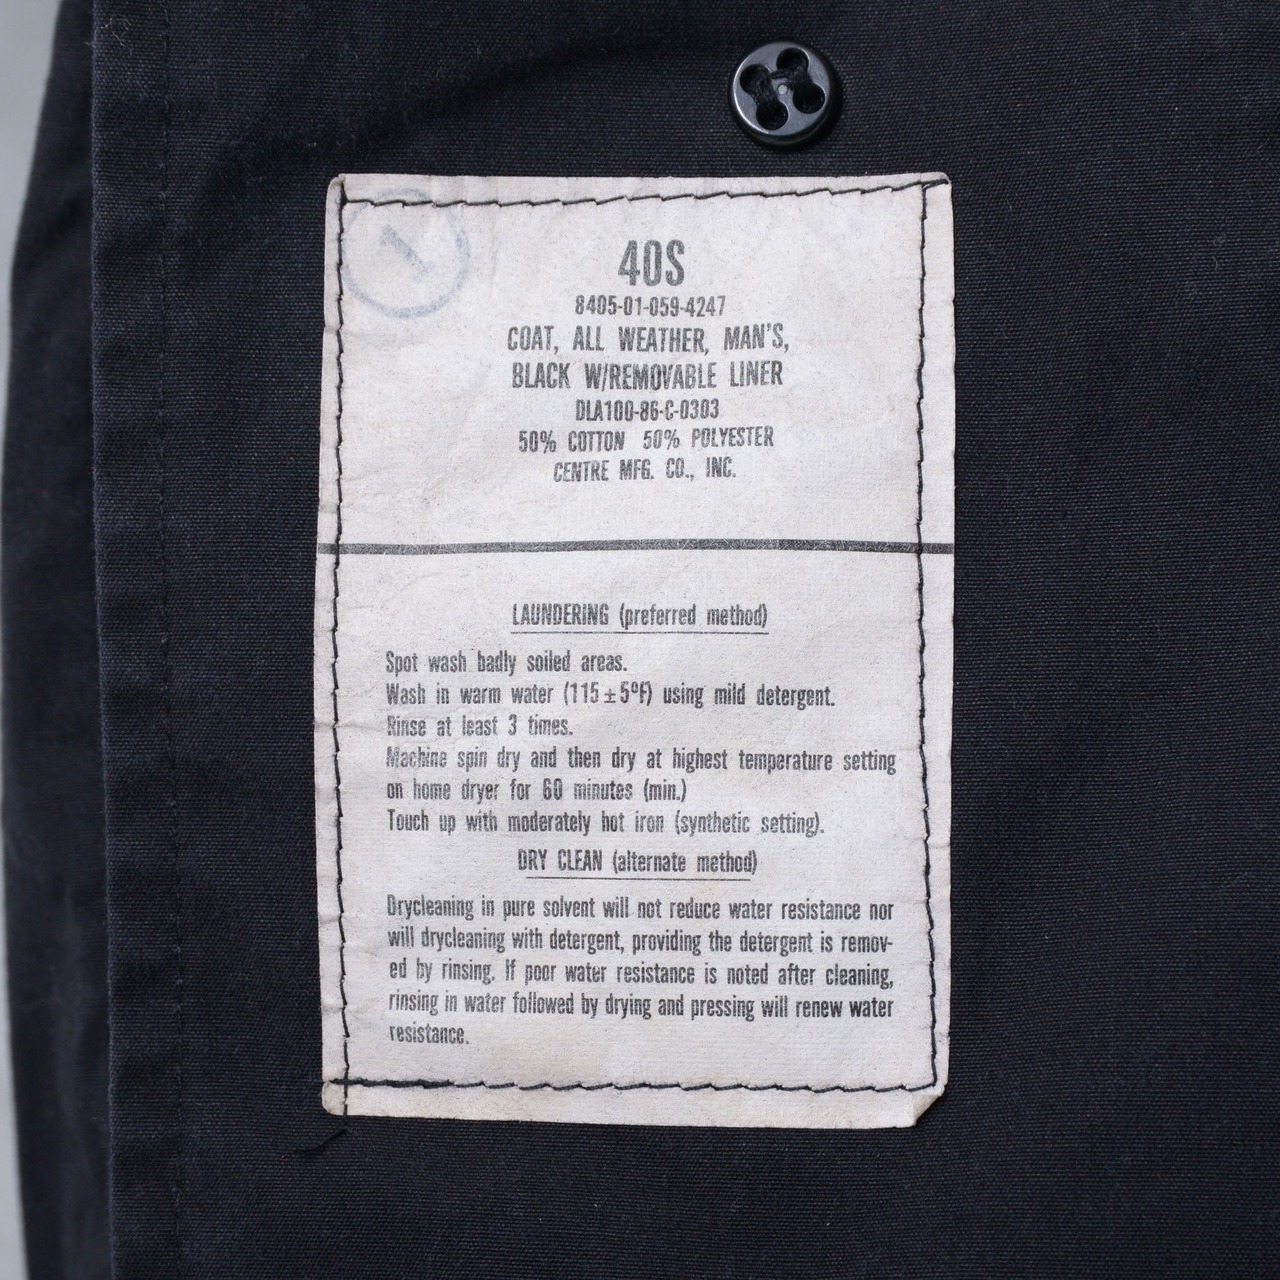 1
40S
8405-01-059-4247
COAT, ALL WEATHER, MAN'S,
BLACK W/REMOVABLE LINER
DLA100-86-C-0303
50% COTTON 50% POLYESTER
CENTRE MFG. CO., INC.
LAUNDERING (preferred method)
Spot wash badly soiled areas.
Wash in warm water (115±5ºF) using mild detergent.
Rinse at least 3 times.
Machine spin dry and then dry at highest temperature setting
on home dryer for 60 minutes (min.)
Touch up with moderately hot iron (synthetic setting).
DRY CLEAN (alternate method)
Drycleaning in pure solvent will not reduce water resistance nor
will drycleaning with detergent, providing the detergent is remov-
ed by rinsing. If poor water resistance is noted after cleaning,
rinsing in water followed by drying and pressing will renew water
resistance.